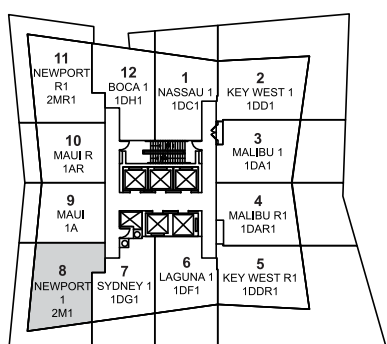 11
NEWPORT
R1
2MR1
12
BOCA 1
1DH1
1
NASSAU 1
1DC1
2
KEY WEST 1
1DD1
10
MAUI R
1AR
3
MALIBU 1
1DA1
9
MAUI
1A
4
MALIBU R1
1DAR1
8
NEWPORT
1
2M1
7
SYDNEY 1
1DG1
6
LAGUNA 1
1DF1
5
KEY WEST R1
1DDR1